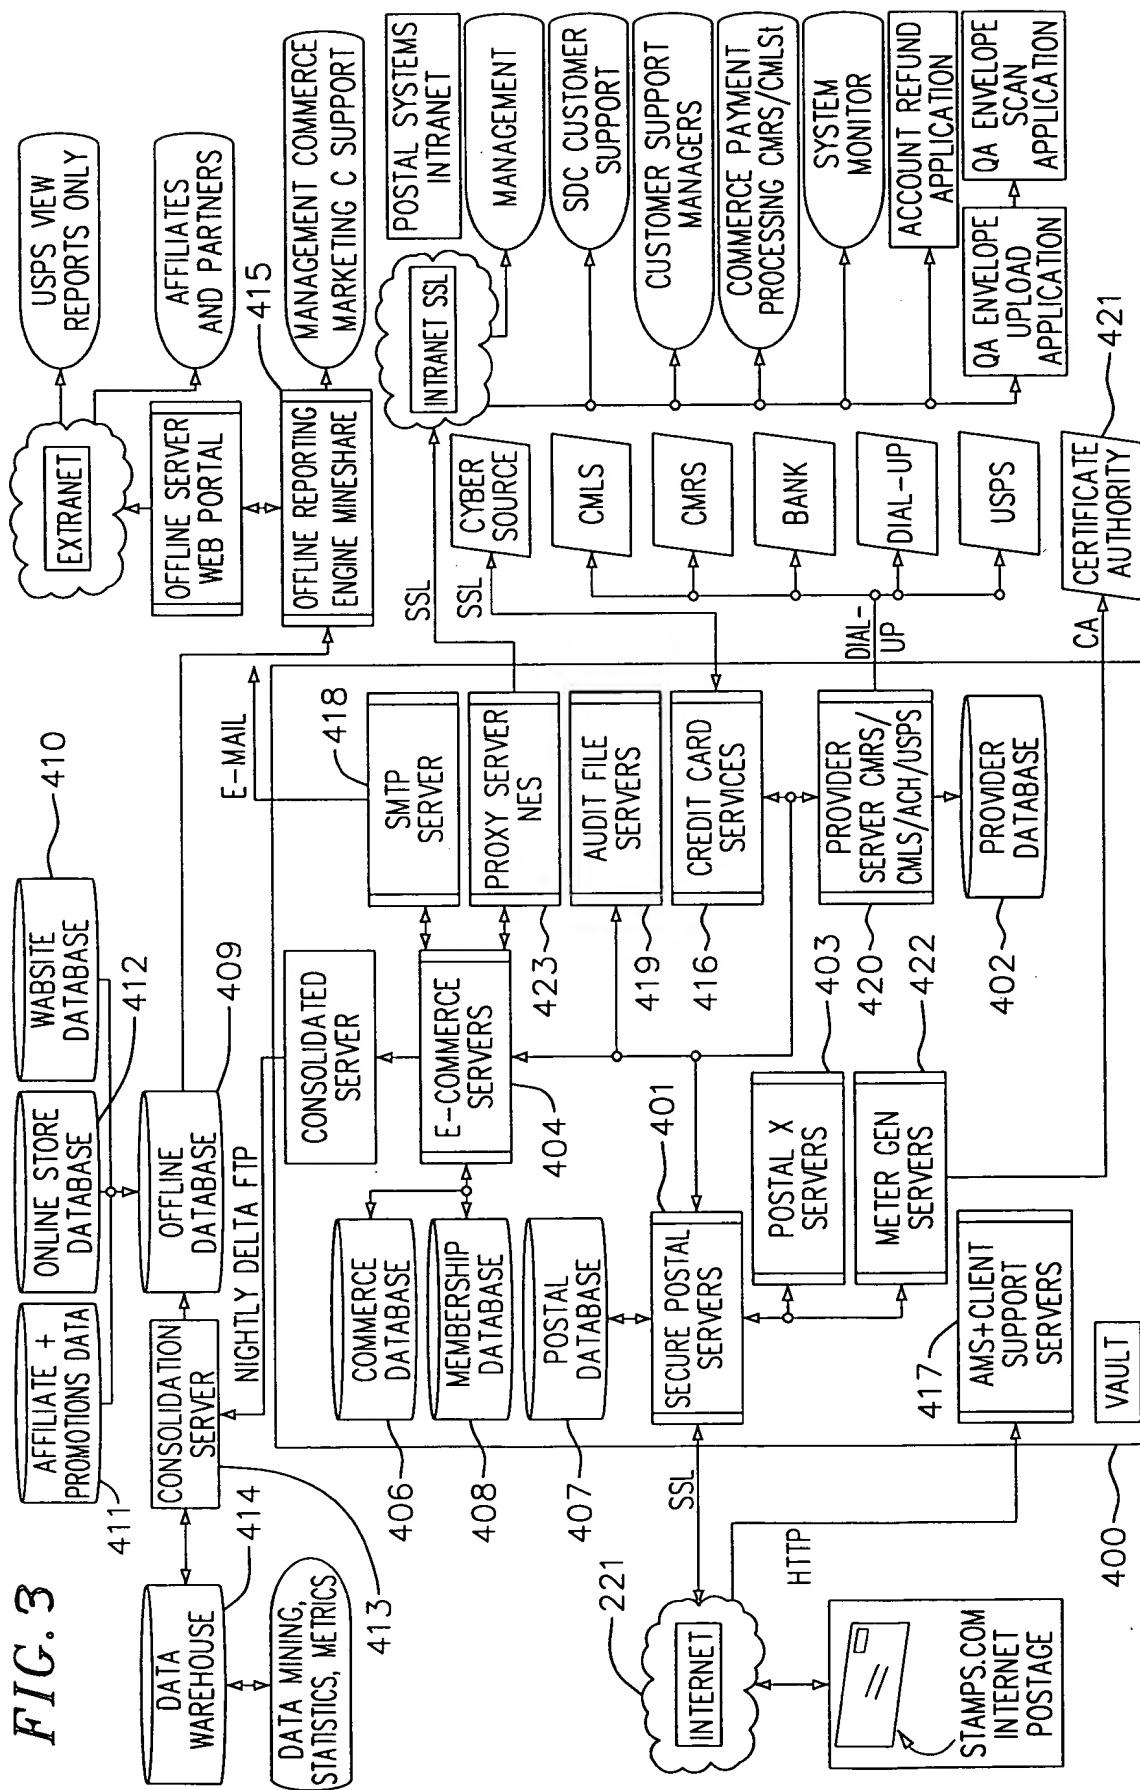 FIG. 3
AFFILIATE +
PROMOTIONS DATA
411
ONLINE STORE
DATABASE
412
WABSITE
DATABASE
410
DATA
WAREHOUSE
414
DATA MINING,
STATISTICS, METRICS
CONSOLIDATION
SERVER
413
OFFLINE
DATABASE
409
NIGHTLY DELTA FTP
E-MAIL
EXTRANET
USPS VIEW
REPORTS ONLY
AFFILIATES
AND PARTNERS
OFFLINE SERVER
WEB PORTAL
OFFLINE REPORTING
ENGINE MINESHARE
415
MANAGEMENT COMMERCE
MARKETING C SUPPORT
CONSOLIDATED
SERVER
COMMERCE
DATABASE
406
MEMBERSHIP
DATABASE
408
POSTAL
DATABASE
407
E-COMMERCE
SERVERS
404
SMTP
SERVER
418
PROXY SERVER
NES
423
AUDIT FILE
SERVERS
419
CREDIT CARD
SERVICES
416
PROVIDER
SERVER CMRS/
CMLS/ACH/USPS
420
PROVIDER
DATABASE
402
SECURE POSTAL
SERVERS
401
POSTAL X
SERVERS
403
METER GEN
SERVERS
422
AMS+CLIENT
SUPPORT
SERVERS
417
VAULT
400
INTERNET
221
SSL
HTTP
STAMPS.COM
INTERNET
POSTAGE
SSL
SSL
DIAL-
UP
CA
CYBER
SOURCE
CMLS
CMRS
BANK
DIAL-UP
USPS
CERTIFICATE
AUTHORITY
421
INTRANET SSL
POSTAL SYSTEMS
INTRANET
MANAGEMENT
SDC CUSTOMER
SUPPORT
CUSTOMER SUPPORT
MANAGERS
COMMERCE PAYMENT
PROCESSING CMRS/CMLSt
SYSTEM
MONITOR
ACCOUNT REFUND
APPLICATION
QA ENVELOPE
UPLOAD
APPLICATION
QA ENVELOPE
SCAN
APPLICATION